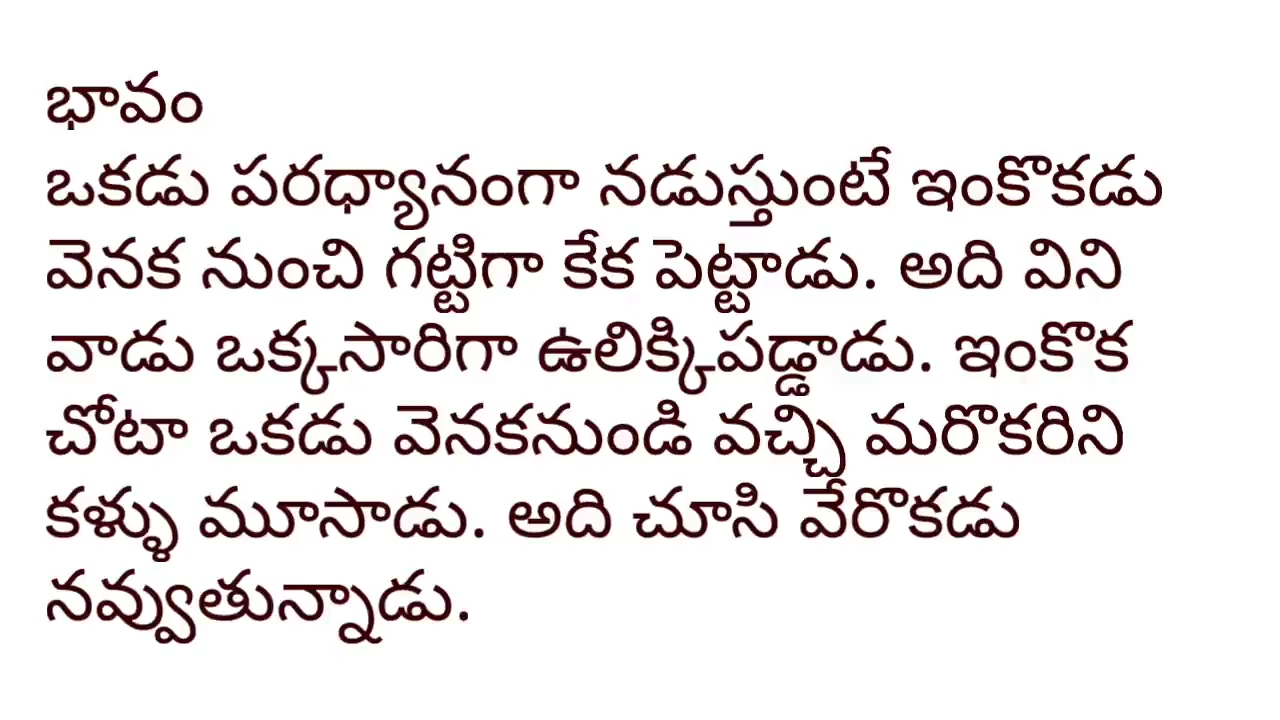 భావం
ఒకడు పరధ్యానంగా నడుస్తుంటే ఇంకొకడు
వెనక నుంచి గట్టిగా కేక పెట్టాడు. అది విని
వాడు ఒక్కసారిగా ఉలిక్కిపడ్డాడు. ఇంకొక
చోటా ఒకడు వెనకనుండి వచ్చి మరొకరిని
కళ్ళు మూసాడు. అది చూసి వేరొకడు
నవ్వుతున్నాడు.